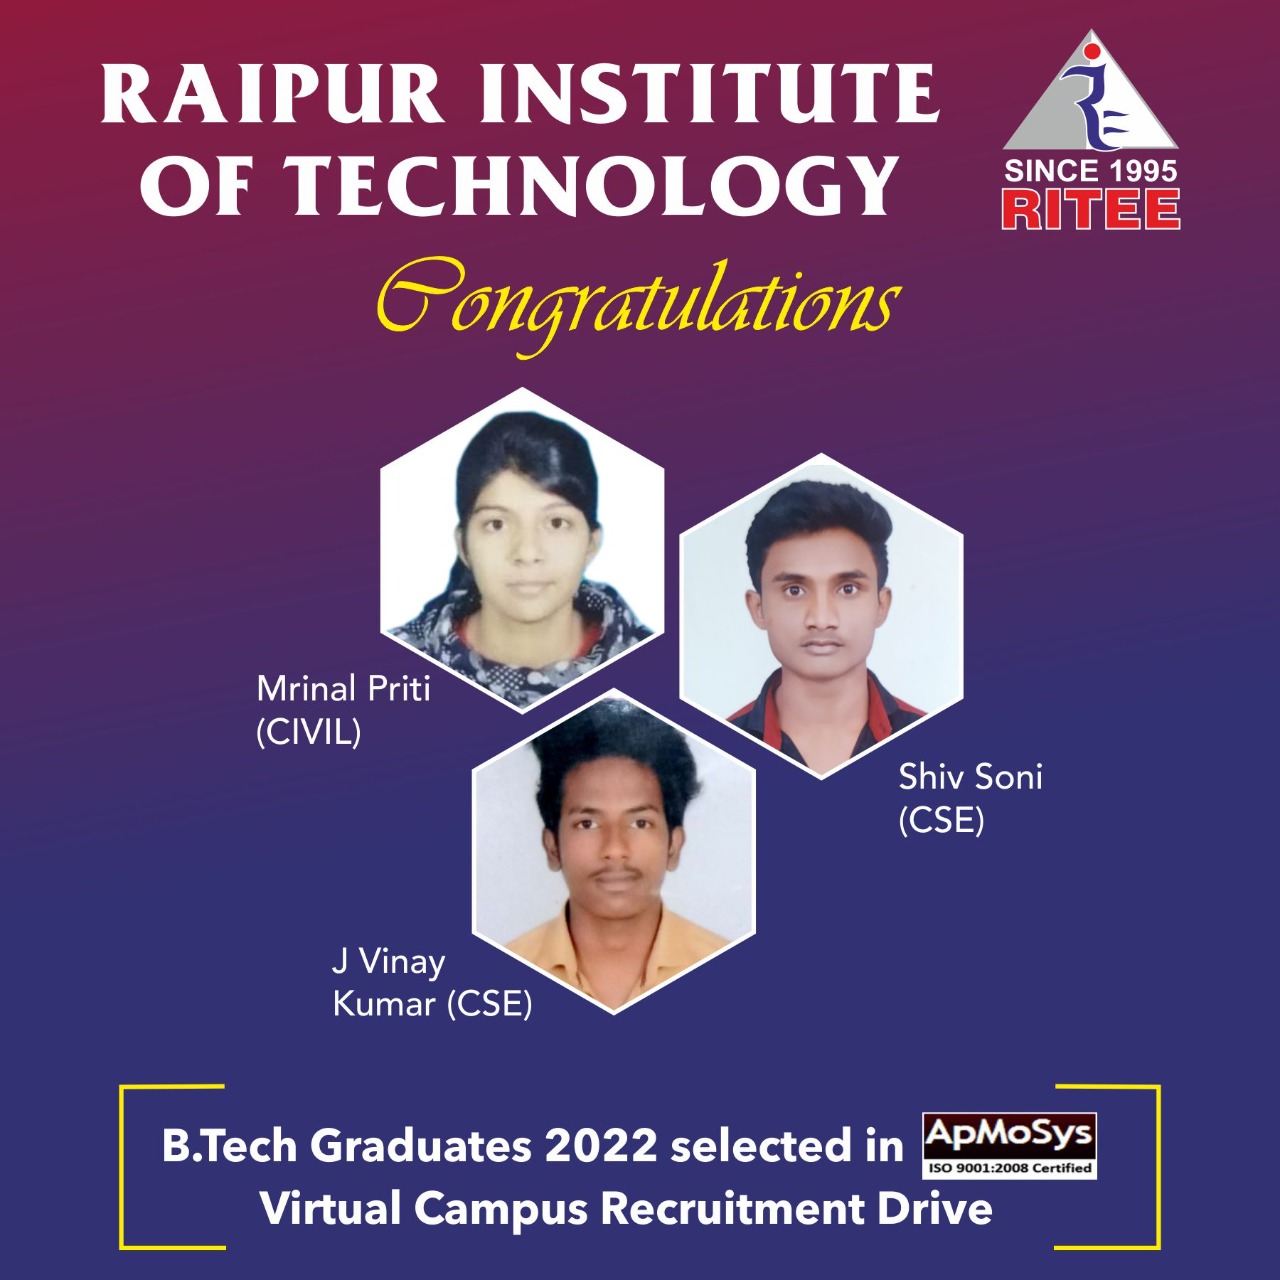 RAIPUR INSTITUTE
OF TECHNOLOGY
SINCE 1995
RITEE
Congratulations
Mrinal Priti
(CIVIL)
Shiv Soni
(CSE)
J Vinay
Kumar (CSE)
B.Tech Graduates 2022 selected in ApMoSys
ISO 9001:2008 Certified
Virtual Campus Recruitment Drive